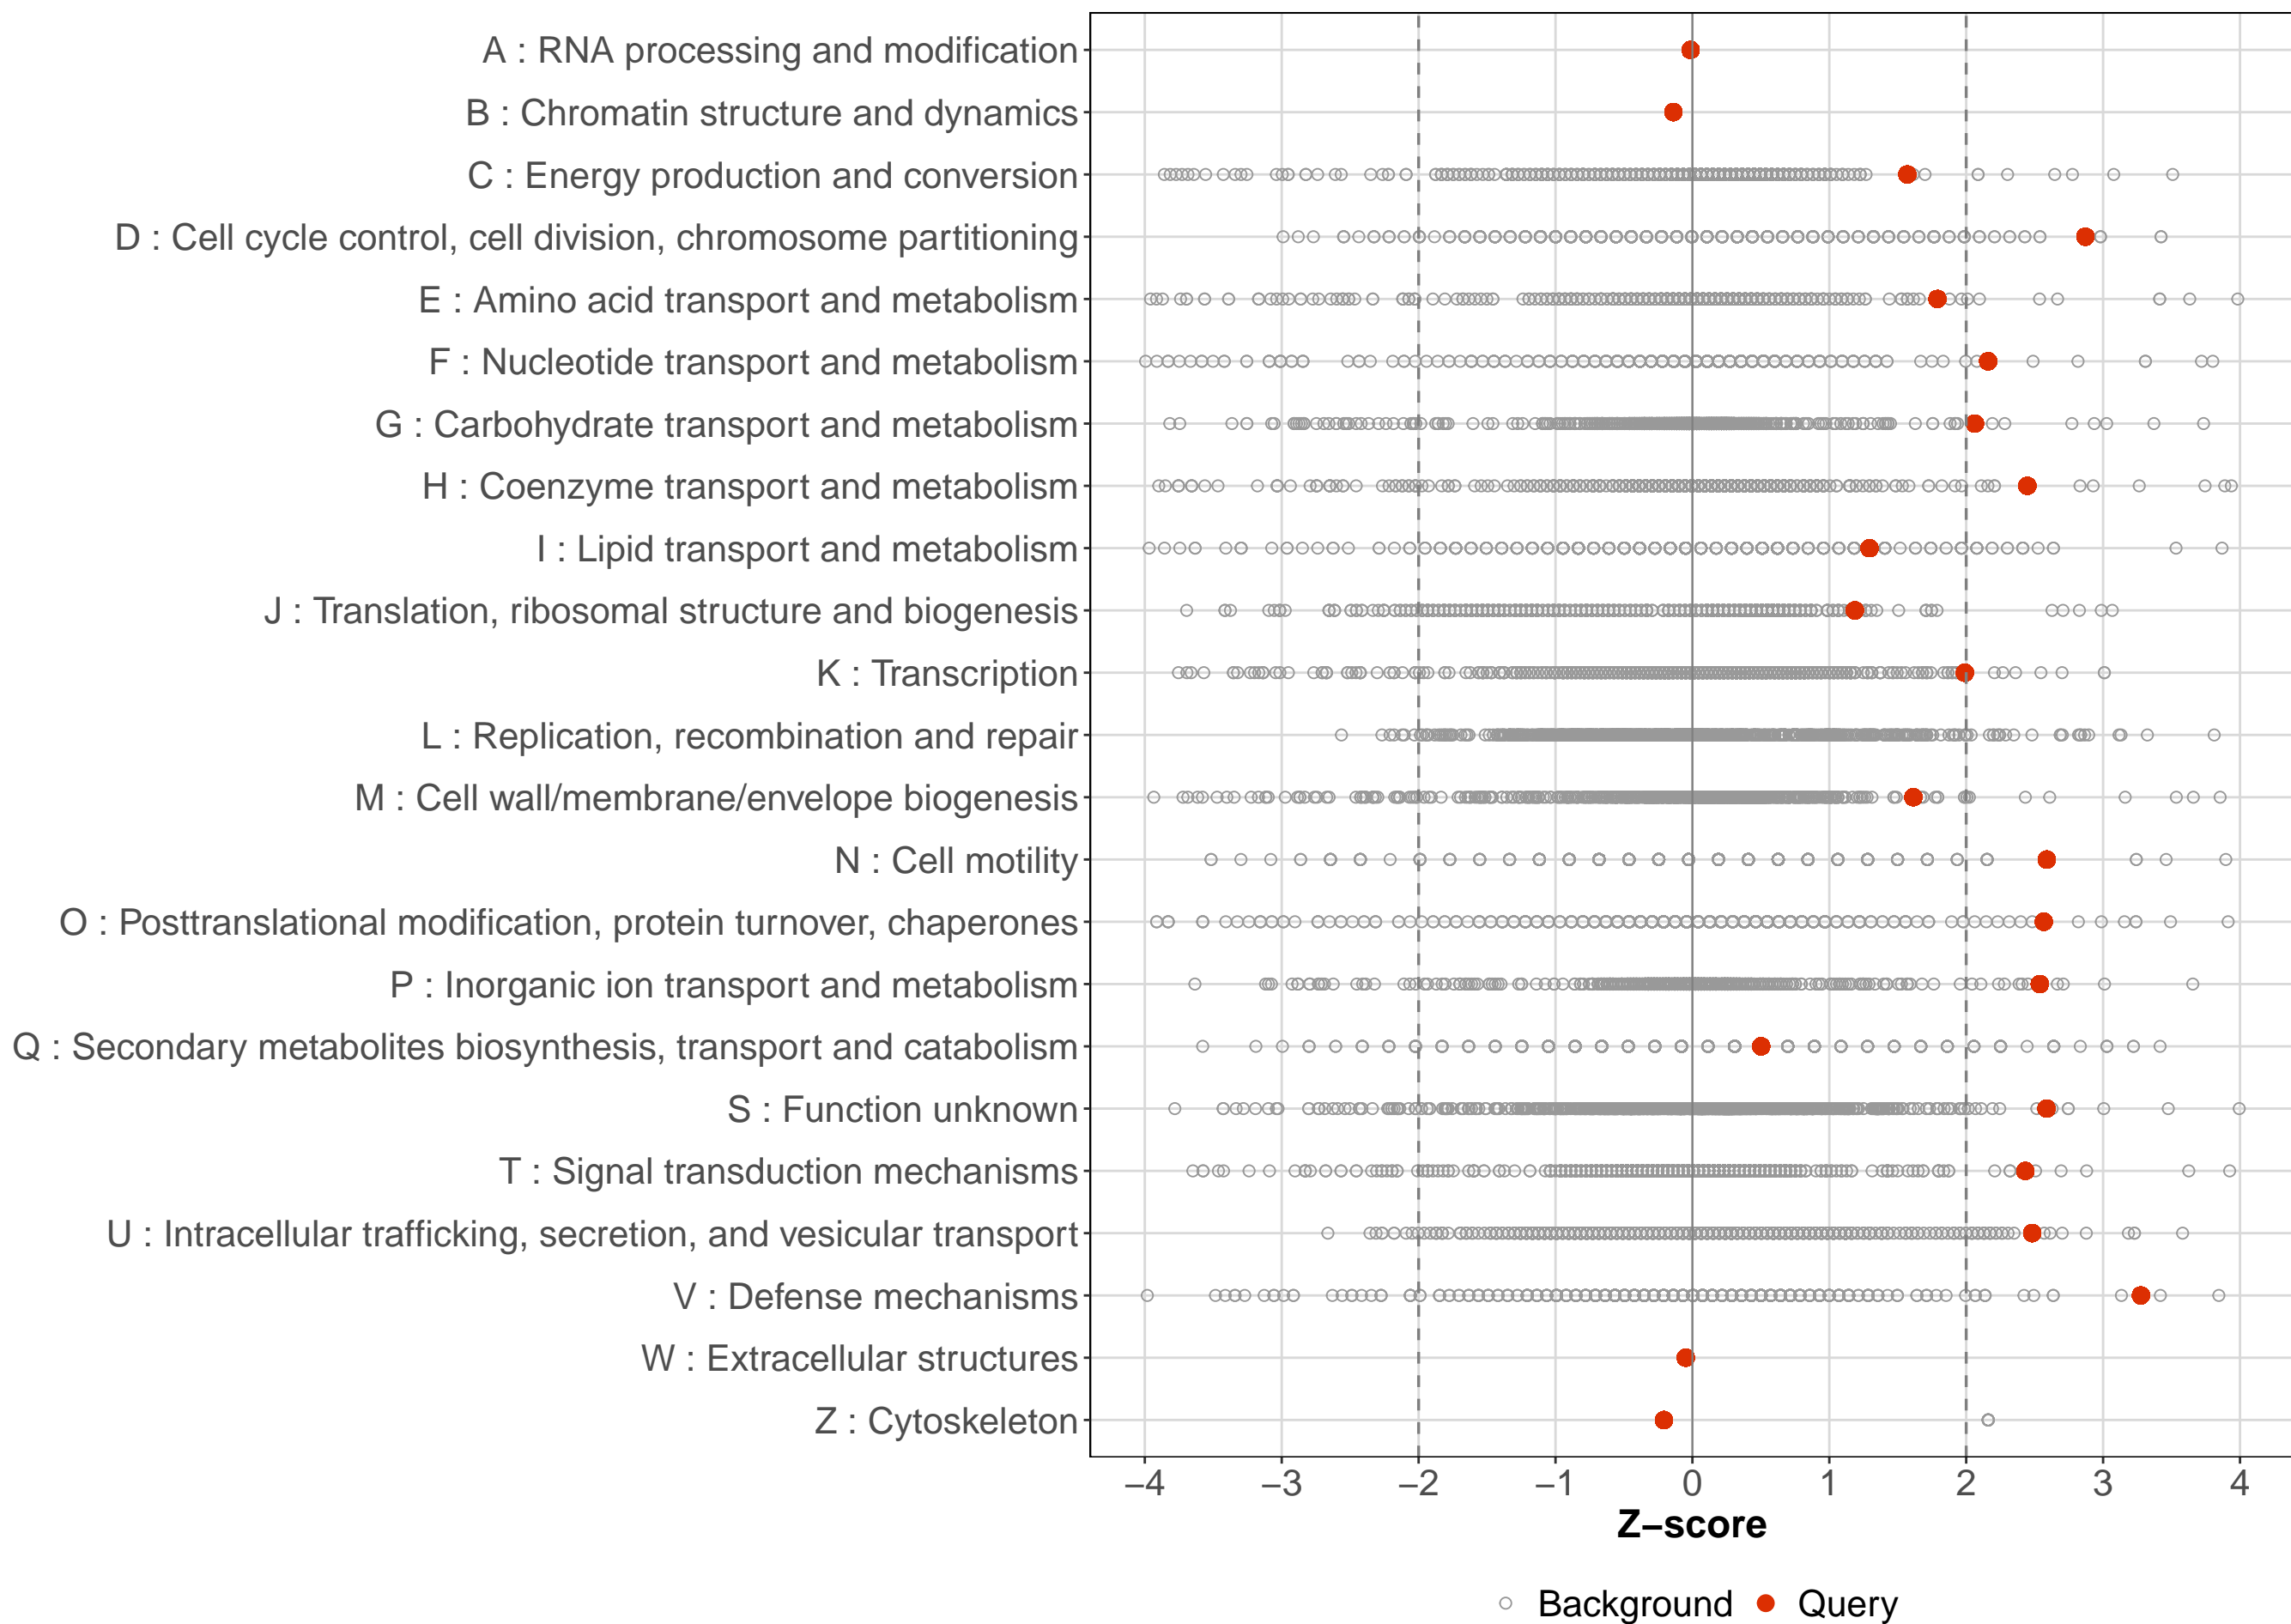 A : RNA processing and modification
B : Chromatin structure and dynamics
C : Energy production and conversion
D : Cell cycle control, cell division, chromosome partitioning
E : Amino acid transport and metabolism
F : Nucleotide transport and metabolism
G : Carbohydrate transport and metabolism
H : Coenzyme transport and metabolism
I : Lipid transport and metabolism
J : Translation, ribosomal structure and biogenesis
K : Transcription
L : Replication, recombination and repair
M : Cell wall/membrane/envelope biogenesis
N : Cell motility
O : Posttranslational modification, protein turnover, chaperones
P : Inorganic ion transport and metabolism
Q : Secondary metabolites biosynthesis, transport and catabolism
S : Function unknown
T : Signal transduction mechanisms
U : Intracellular trafficking, secretion, and vesicular transport
V : Defense mechanisms
W : Extracellular structures
Z : Cytoskeleton
−4 −3 −2 −1 0 1 2 3 4
Z−score
Background Query